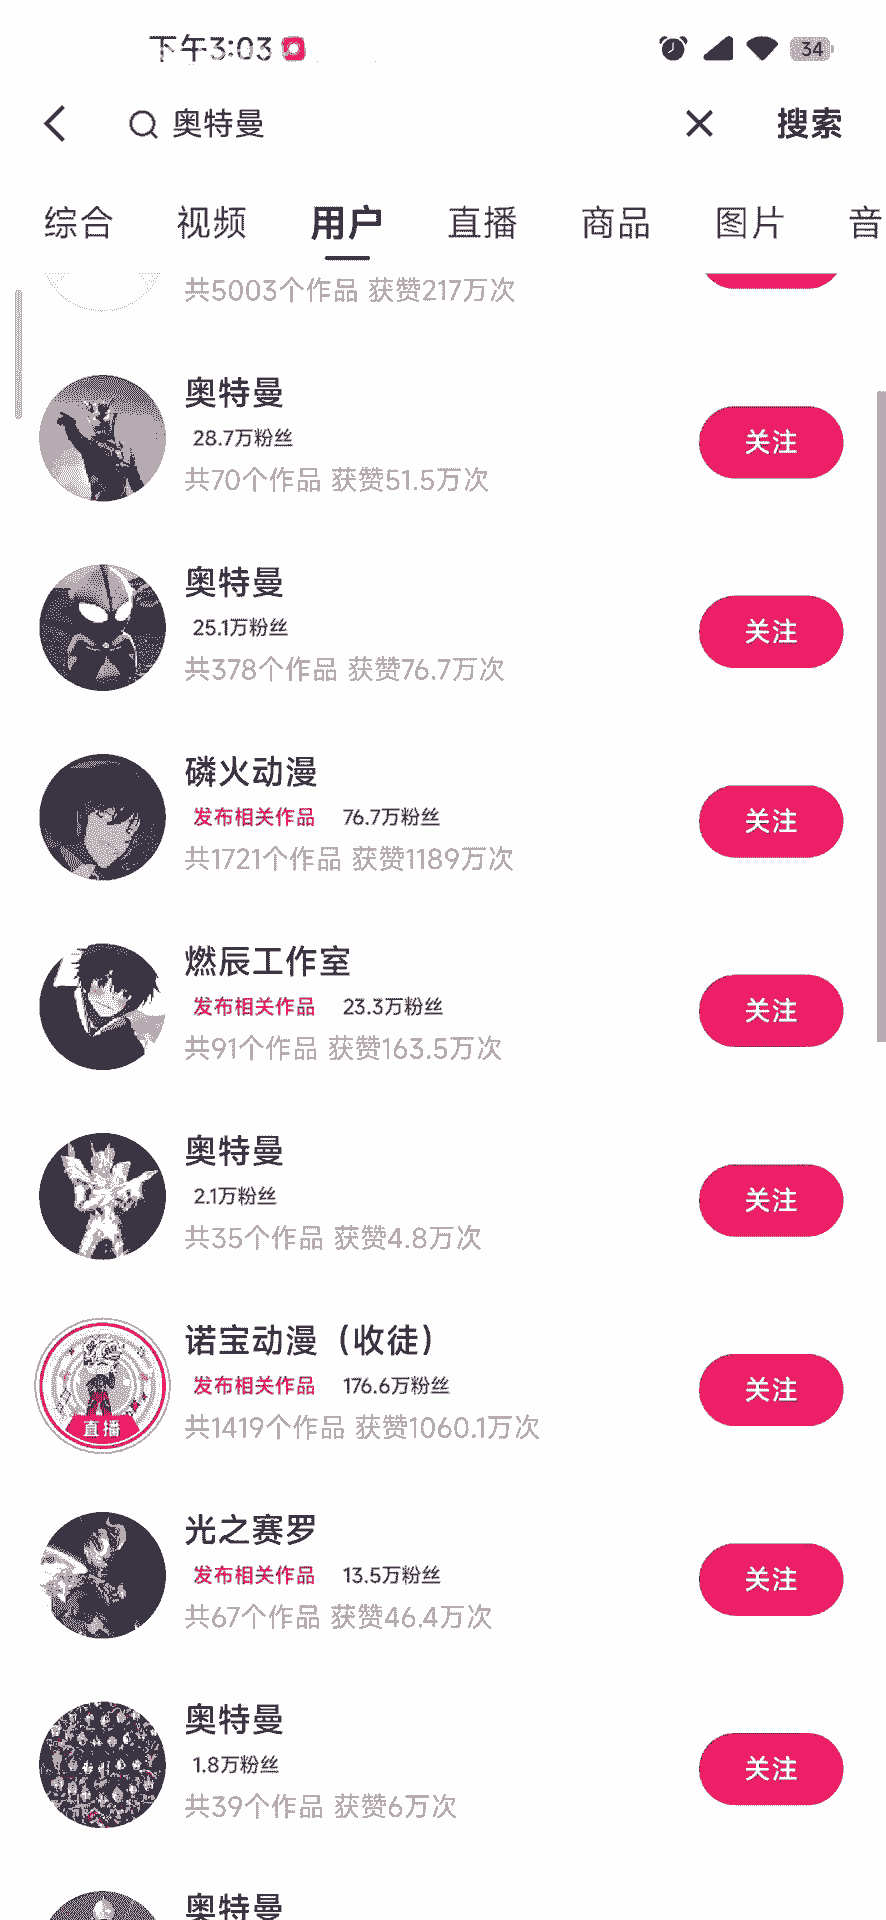 下午3:03
34
奥特曼
搜索
综合 视频 用户 直播 商品 图片 音
共5003个作品 获赞217万次
奥特曼
28.7万粉丝
共70个作品 获赞51.5万次
关注
奥特曼
25.1万粉丝
共378个作品 获赞76.7万次
关注
磷火动漫
发布相关作品 76.7万粉丝
共1721个作品 获赞1189万次
关注
燃辰工作室
发布相关作品 23.3万粉丝
共91个作品 获赞163.5万次
关注
奥特曼
2.1万粉丝
共35个作品 获赞4.8万次
关注
诺宝动漫（收徒）
发布相关作品 176.6万粉丝
共1419个作品 获赞1060.1万次
直播
关注
光之赛罗
发布相关作品 13.5万粉丝
共67个作品 获赞46.4万次
关注
奥特曼
1.8万粉丝
共39个作品 获赞6万次
关注
奥特曼